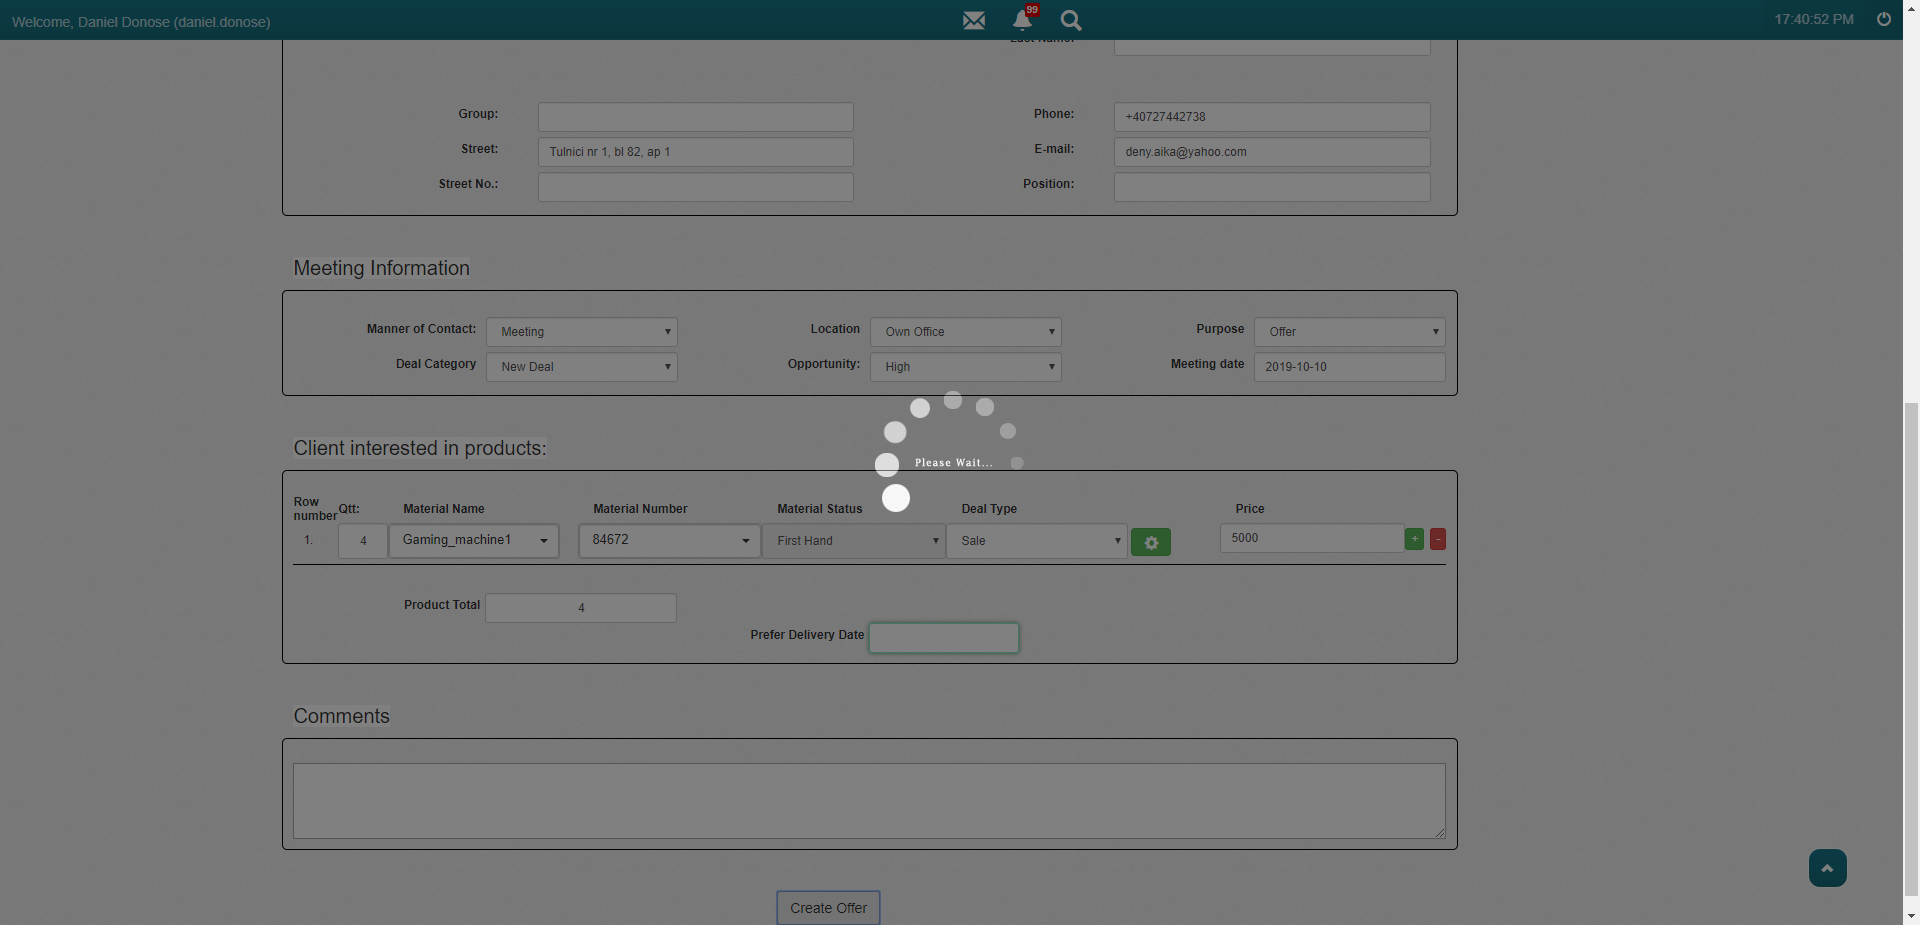 Welcome, Daniel Donose (daniel.donose)
99
17:40:52 PM
Last Name:
Group:
Phone: +40727442738
Street: Tulnici nr 1, bl 82, ap 1
E-mail: deny.aika@yahoo.com
Street No.:
Position:
Meeting Information
Manner of Contact: Meeting
Location Own Office
Purpose Offer
Deal Category New Deal
Opportunity: High
Meeting date 2019-10-10
Client interested in products:
Please Wait...
Row number Qtt: Material Name Material Number Material Status Deal Type Price
1. 4 Gaming_machine1 84672 First Hand Sale 5000 + -
Product Total 4
Prefer Delivery Date
Comments
Create Offer